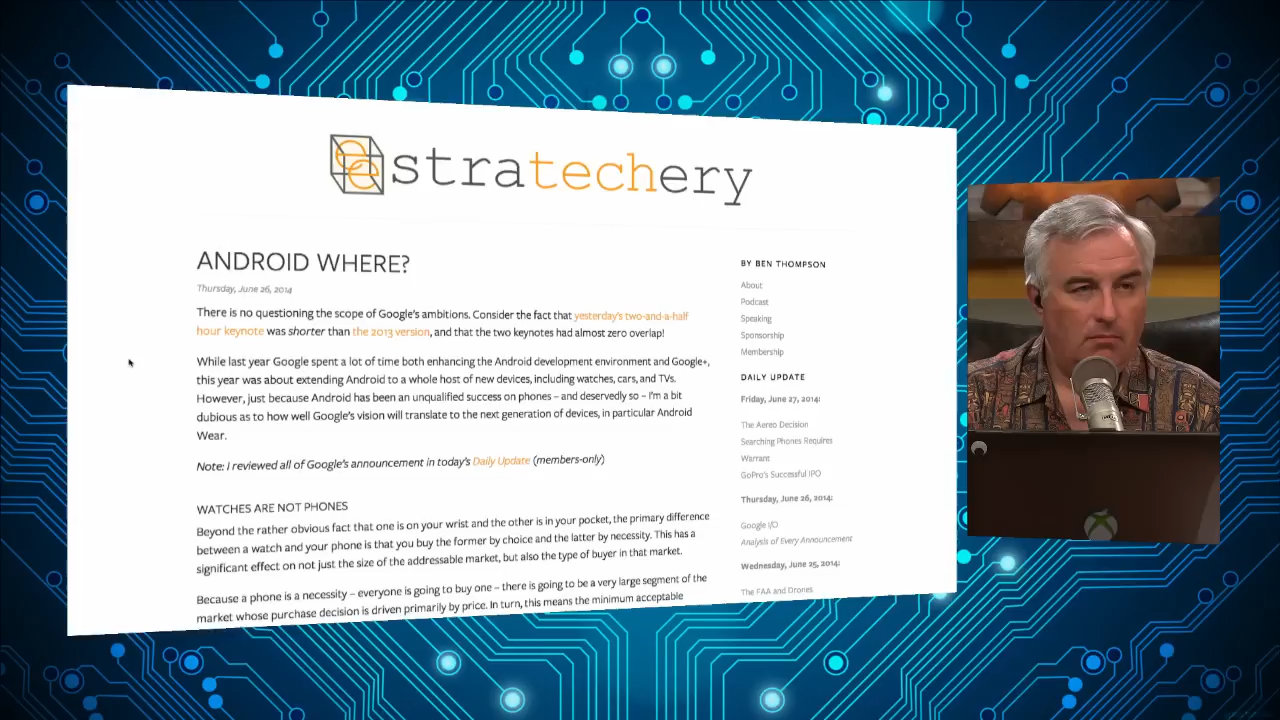 stratechery
ANDROID WHERE?
Thursday, June 26, 2014
There is no questioning the scope of Google's ambitions. Consider the fact that yesterday's two-and-a-half
hour keynote was shorter than the 2013 version, and that the two keynotes had almost zero overlap!
While last year Google spent a lot of time both enhancing the Android development environment and Google+,
this year was about extending Android to a whole host of new devices, including watches, cars, and TVs.
However, just because Android has been an unqualified success on phones – and deservedly so – I'm a bit
dubious as to how well Google's vision will translate to the next generation of devices, in particular Android
Wear.
Note: I reviewed all of Google's announcement in today's Daily Update (members-only)
WATCHES ARE NOT PHONES
Beyond the rather obvious fact that one is on your wrist and the other is in your pocket, the primary difference
between a watch and your phone is that you buy the former by choice and the latter by necessity. This has a
significant effect on not just the size of the addressable market, but also the type of buyer in that market.
Because a phone is a necessity – everyone is going to buy one – there is going to be a very large segment of the
market whose purchase decision is driven primarily by price. In turn, this means the minimum acceptable
BY BEN THOMPSON
About
Podcast
Speaking
Sponsorship
Membership
DAILY UPDATE
Friday, June 27, 2014:
The Aereo Decision
Searching Phones Requires
Warrant
GoPro's Successful IPO
Thursday, June 26, 2014:
Google I/O
Analysis of Every Announcement
Wednesday, June 25, 2014:
The FAA and Drones